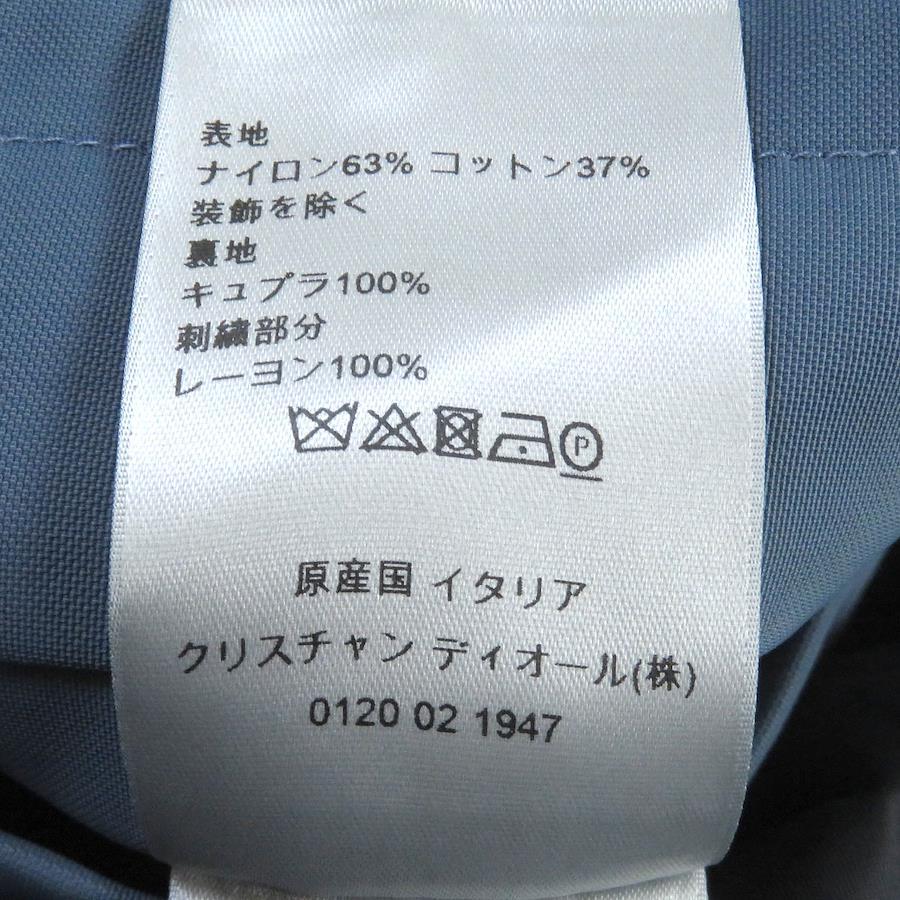 表地
ナイロン63% コットン37%
装飾を除く
裏地
キュプラ100%
刺繍部分
レーヨン100%
P
原産国 イタリア
クリスチャン ディオール(株)
0120 02 1947